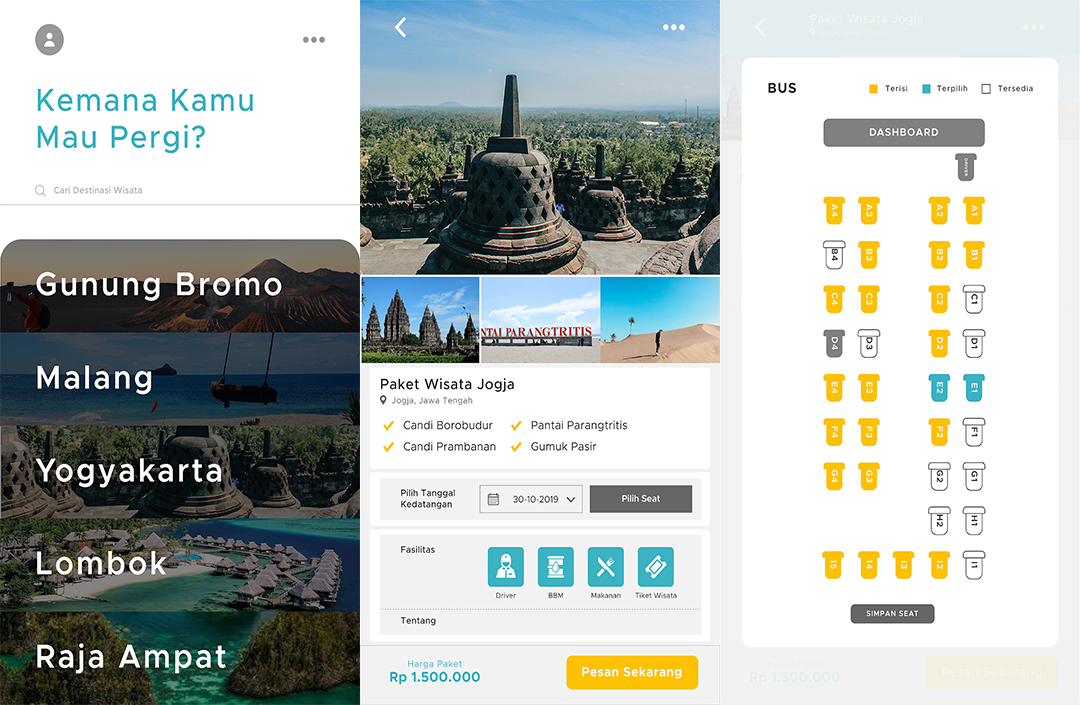 Kemana Kamu
Mau Pergi?
Cari Destinasi Wisata
Gunung Bromo
Malang
Yogyakarta
Lombok
Raja Ampat
NTAI PARANGTRITIS
Paket Wisata Jogja
Jogja, Jawa Tengah
Candi Borobudur
Pantai Parangtritis
Candi Prambanan
Gumuk Pasir
Pilih Tanggal
Kedatangan
30-10-2019
Pilih Seat
Fasilitas
Driver
BBM
Makanan
Tiket Wisata
Tentang
Harga Paket
Rp 1.500.000
Pesan Sekarang
Paket Wisata Jogja
Jogja, Jawa Tengah
BUS
Terisi
Terpilih
Tersedia
DASHBOARD
DRIVER
A4 A3 A2 A1
B4 B3 B2 B1
C4 C3 C2 C1
D4 D3 D2 D1
E4 E3 E2 E1
F4 F3 F2 F1
G4 G3 G2 G1
H2 H1
I5 I4 I3 I2 I1
SIMPAN SEAT
Harga Paket
Rp 1.500.000
Pesan Sekarang